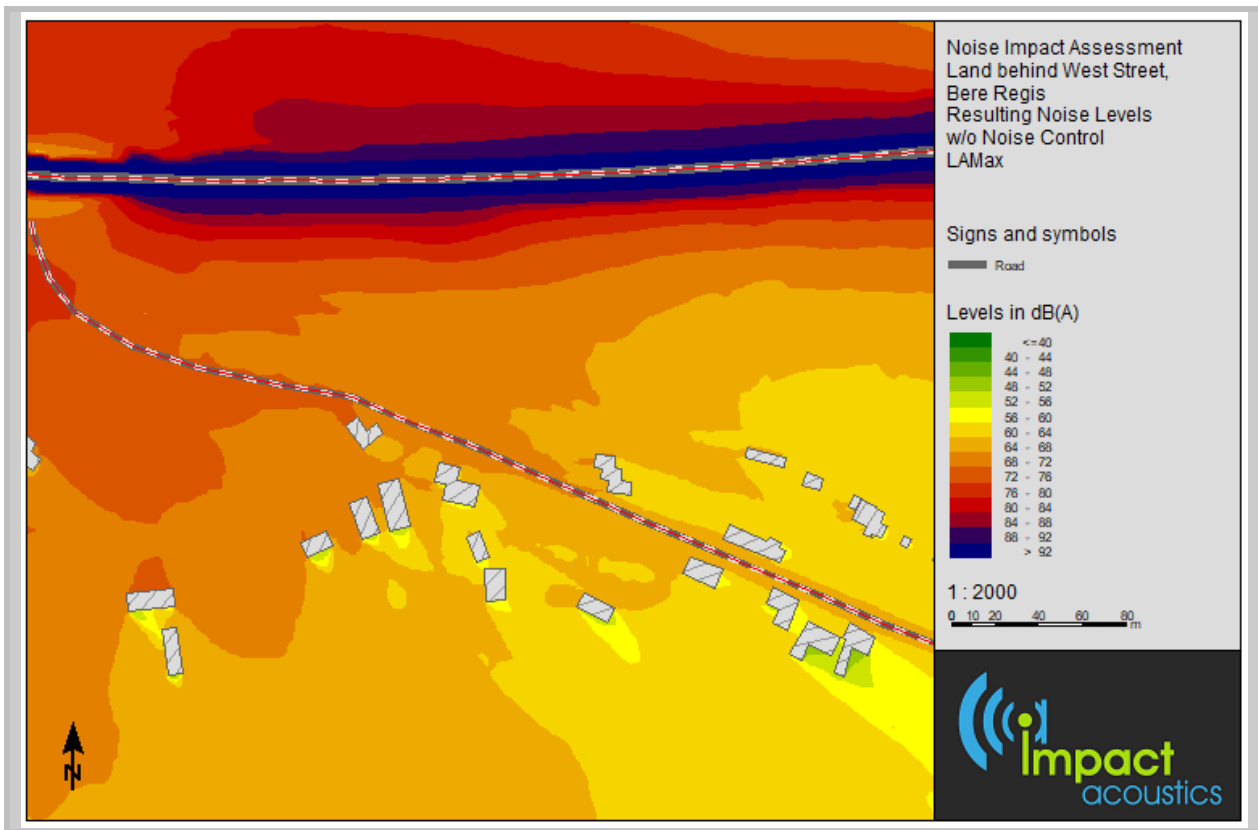 Noise Impact Assessment
Land behind West Street,
Bere Regis
Resulting Noise Levels
w/o Noise Control
LAMax
Signs and symbols
Road
Levels in dB(A)
<=40
40 - 44
44 - 48
48 - 52
52 - 56
56 - 60
60 - 64
64 - 68
68 - 72
72 - 76
76 - 80
80 - 84
84 - 88
88 - 92
> 92
1 : 2000
0 10 20 40 60 80
m
N
impact
acoustics